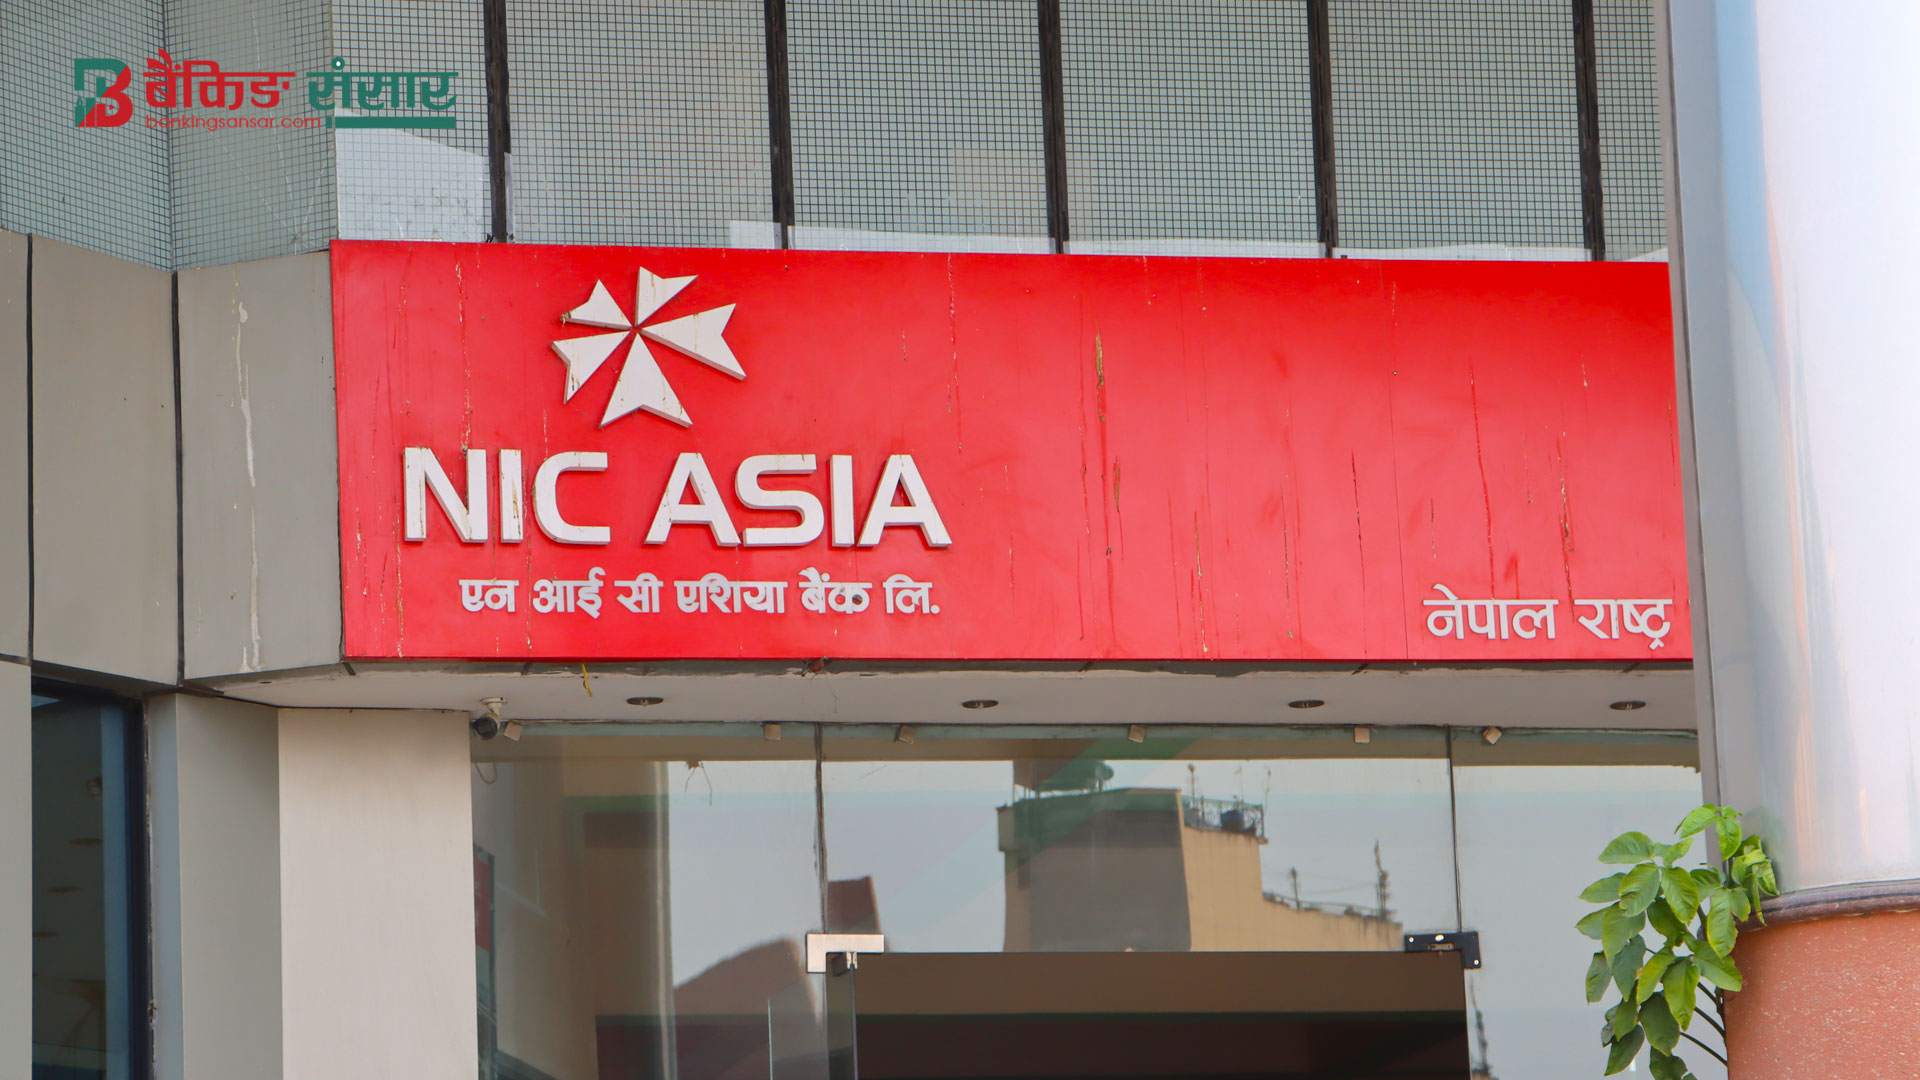 बैंकिङ संसार
bankingsansar.com
NIC ASIA
एन आई सी एशिया बैंक लि.
नेपाल राष्ट्र